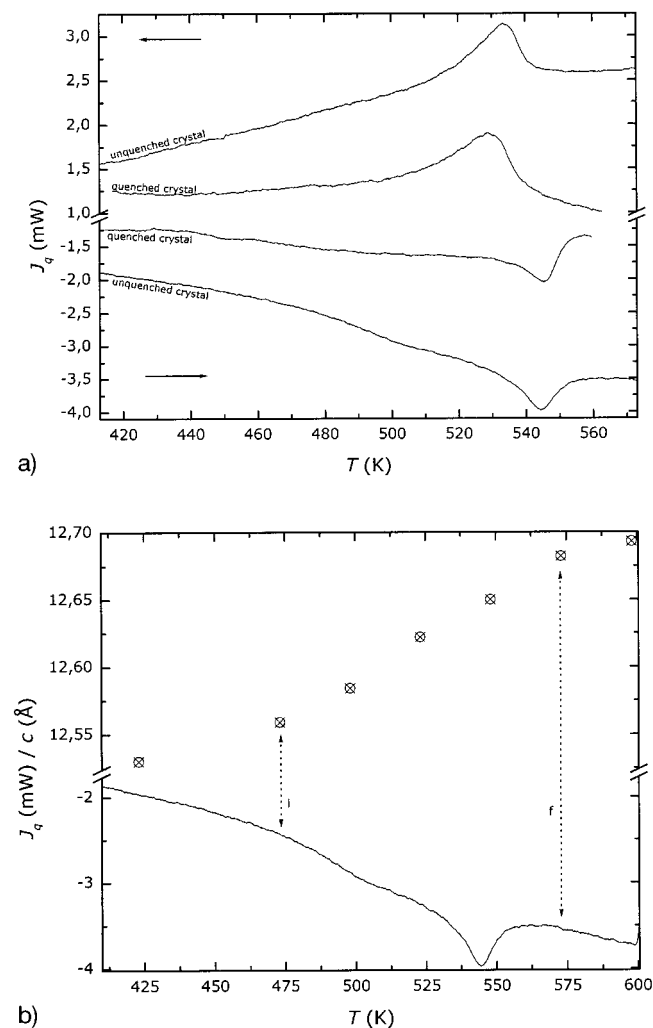 3,0
2,5
2,0
1,5
1,0
-1,5
-2,0
-2,5
-3,0
-3,5
-4,0
J_q (mW)
unquenched crystal
quenched crystal
quenched crystal
unquenched crystal
420 440 460 480 500 520 540 560
a) T (K)
12,70
12,65
12,60
12,55
-2
-3
-4
J_q (mW) / c (Å)
i
f
425 450 475 500 525 550 575 600
b) T (K)